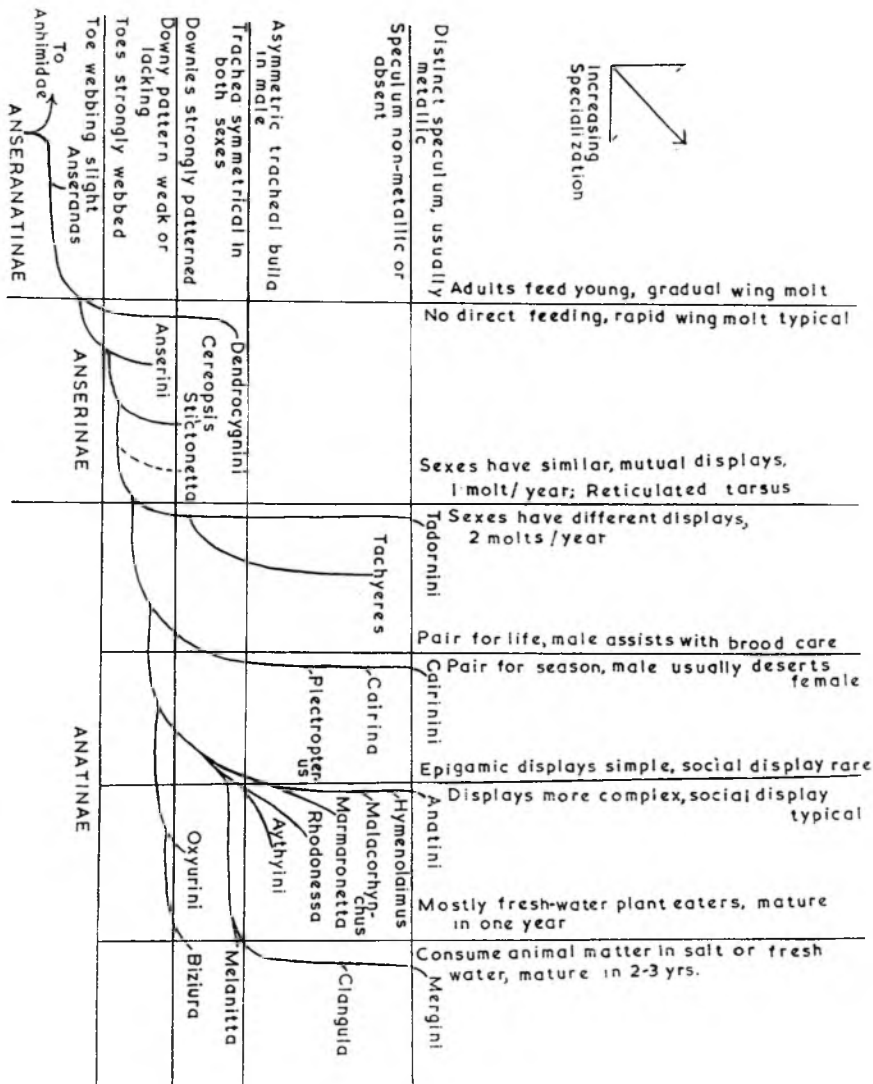 Increasing
Specialization
Distinct speculum, usually
metallic
Speculum non-metallic or
absent
Asymmetric tracheal bulla
in male
Trachea symmetrical in
both sexes
Downies strongly patterned
Downy pattern weak or
lacking
Toes strongly webbed
Toe webbing slight
To
Anhimidae
Anseranas
ANSERANATINAE
Adults feed young, gradual wing molt
No direct feeding, rapid wing molt typical
Dendrocygnini
Cereopsis
Stictonetta
Anserini
ANSERINAE
Sexes have similar, mutual displays,
1 molt/year; Reticulated tarsus
Sexes have different displays,
2 molts/year
Tadornini
Tachyeres
Pair for life, male assists with brood care
Pair for season, male usually deserts
female
Cairinini
Cairina
Plectropter-
us
Epigamic displays simple, social display rare
Displays more complex, social display
typical
Anatini
Hymenolaimus
Malacorhyn-
chus
Marmaronetta
Rhodonessa
Aythyini
Oxyurini
ANATINAE
Mostly fresh-water plant eaters, mature
in one year
Consume animal matter in salt or fresh
water, mature in 2-3 yrs.
Mergini
Clangula
Melanitta
Biziura